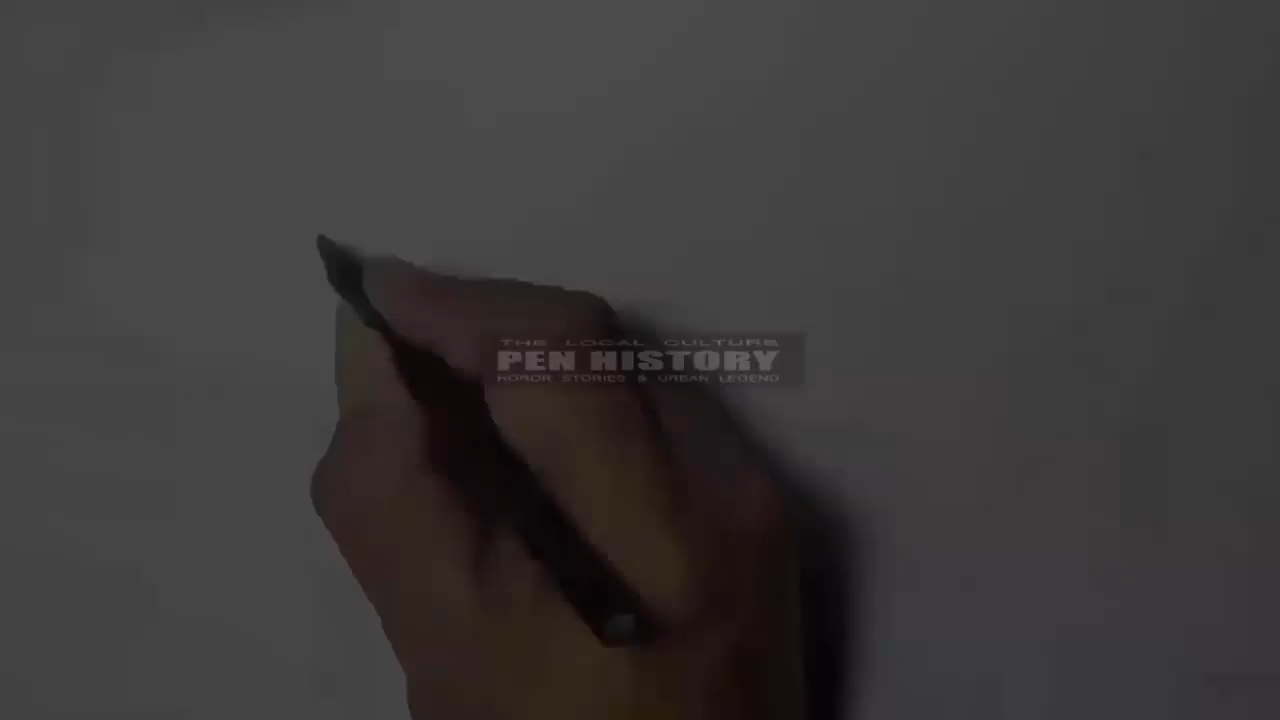 THE LOCAL CULTURE
PEN HISTORY
HOROR STORIES & URBAN LEGEND